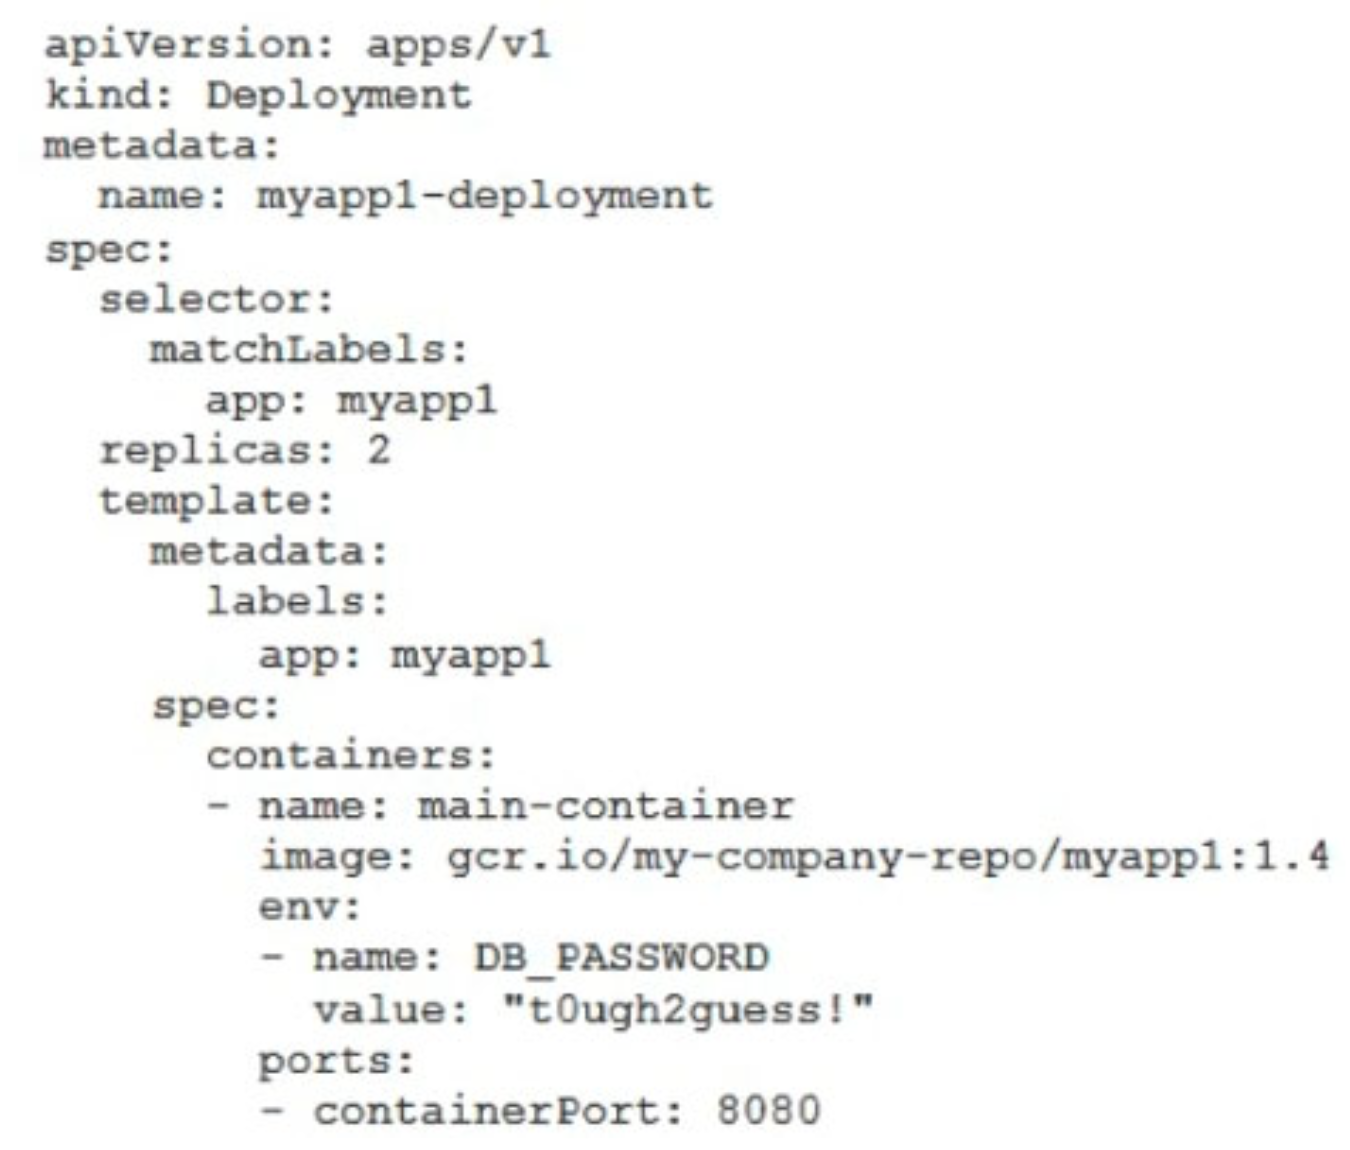 apiVersion: apps/v1
kind: Deployment
metadata:
  name: myapp1-deployment
spec:
  selector:
    matchLabels:
      app: myapp1
  replicas: 2
  template:
    metadata:
      labels:
        app: myapp1
    spec:
      containers:
      - name: main-container
        image: gcr.io/my-company-repo/myapp1:1.4
        env:
        - name: DB_PASSWORD
          value: "t0ugh2guess!"
        ports:
        - containerPort: 8080